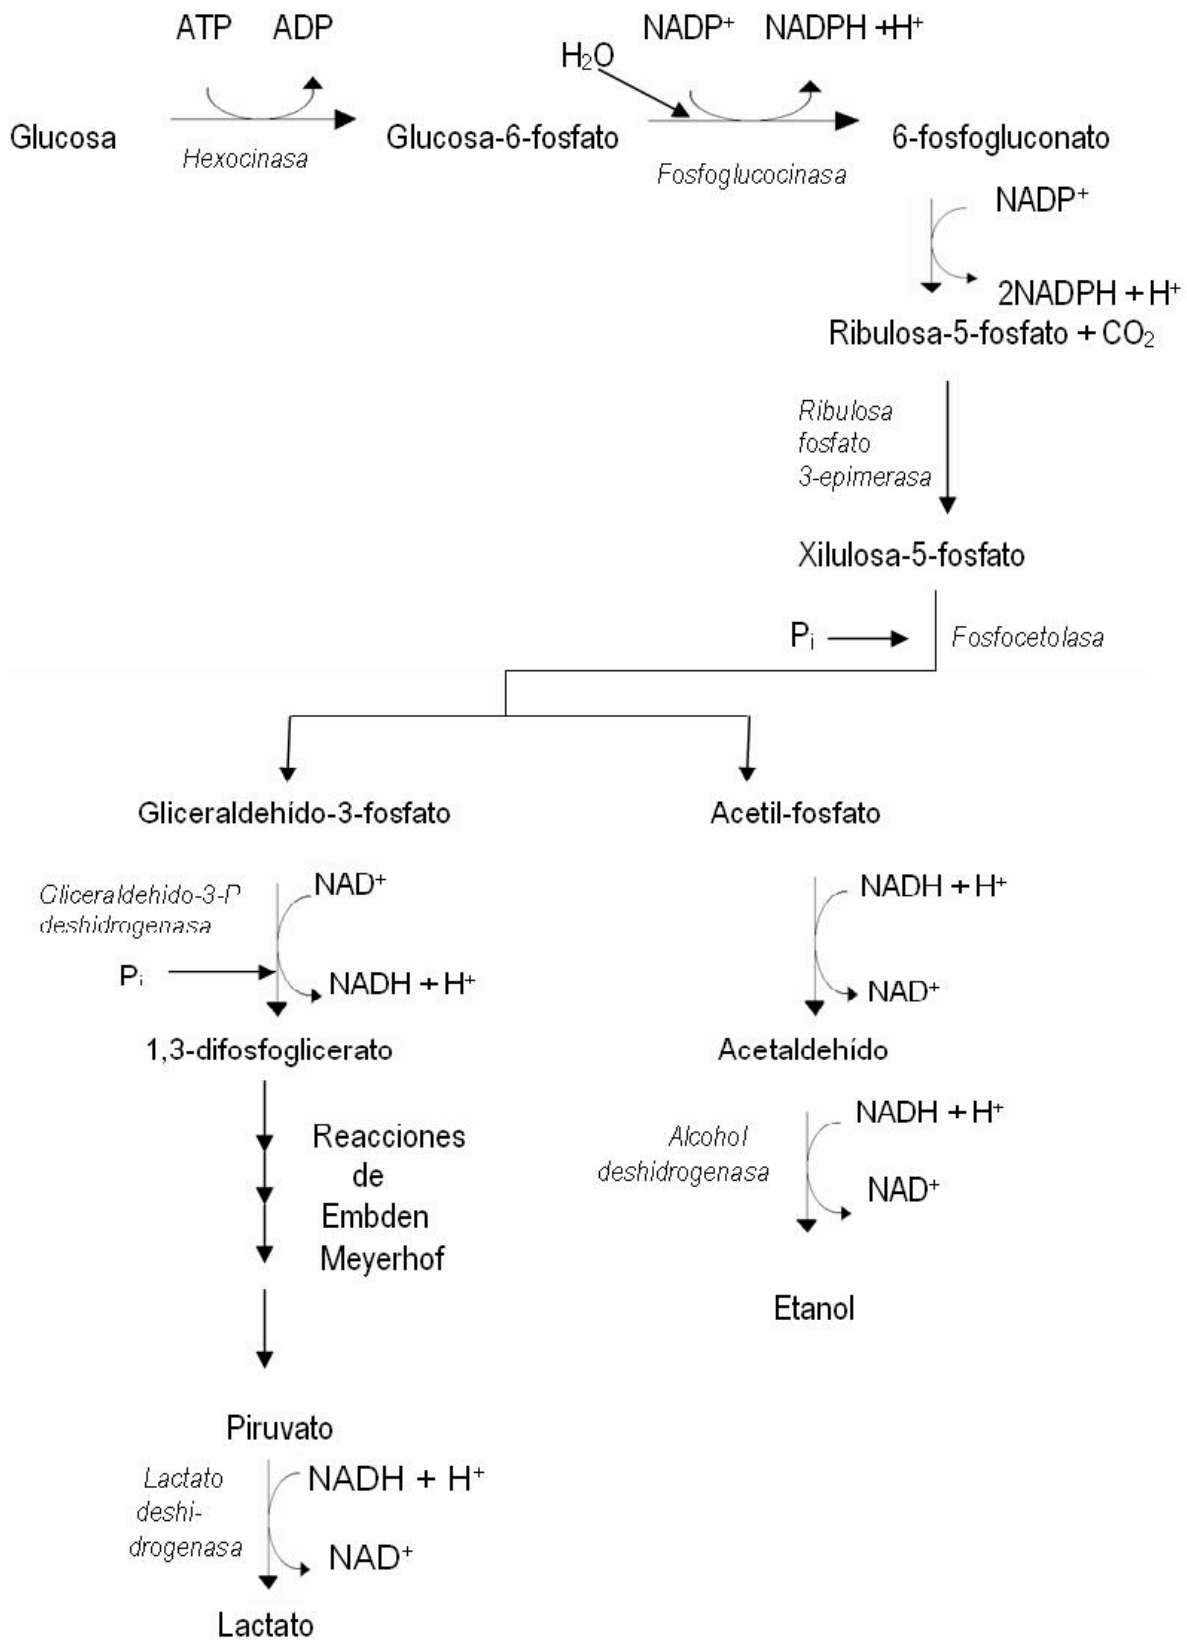 ATP ADP
NADP⁺ NADPH +H⁺
H₂O
Glucosa
Hexocinasa
Glucosa-6-fosfato
Fosfoglucocinasa
6-fosfogluconato
NADP⁺
2NADPH + H⁺
Ribulosa-5-fosfato + CO₂
Ribulosa
fosfato
3-epimerasa
Xilulosa-5-fosfato
Pᵢ
Fosfocetolasa
Gliceraldehído-3-fosfato
Acetil-fosfato
Gliceraldehido-3-P
deshidrogenasa
NAD⁺
Pᵢ
NADH + H⁺
NADH + H⁺
NAD⁺
1,3-difosfoglicerato
Acetaldehído
Reacciones
de
Embden
Meyerhof
Alcohol
deshidrogenasa
NADH + H⁺
NAD⁺
Etanol
Piruvato
Lactato
deshi-
drogenasa
NADH + H⁺
NAD⁺
Lactato